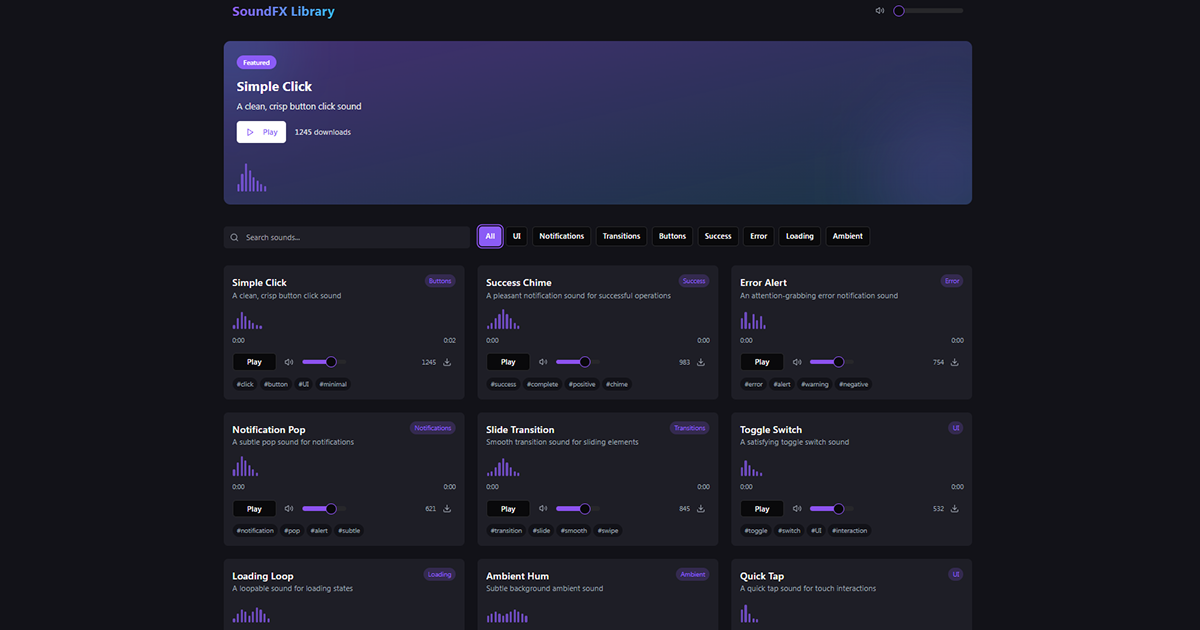 SoundFX Library
Featured
Simple Click
A clean, crisp button click sound
Play 1245 downloads
Search sounds... All UI Notifications Transitions Buttons Success Error Loading Ambient
Simple Click Buttons
A clean, crisp button click sound
0:00 0:02
Play 1245
#click #button #UI #minimal
Success Chime Success
A pleasant notification sound for successful operations
0:00 0:00
Play 983
#success #complete #positive #chime
Error Alert Error
An attention-grabbing error notification sound
0:00 0:00
Play 754
#error #alert #warning #negative
Notification Pop Notifications
A subtle pop sound for notifications
0:00 0:00
Play 621
#notification #pop #alert #subtle
Slide Transition Transitions
Smooth transition sound for sliding elements
0:00 0:00
Play 845
#transition #slide #smooth #swipe
Toggle Switch UI
A satisfying toggle switch sound
0:00 0:00
Play 532
#toggle #switch #UI #interaction
Loading Loop Loading
A loopable sound for loading states
Ambient Hum Ambient
Subtle background ambient sound
Quick Tap UI
A quick tap sound for touch interactions